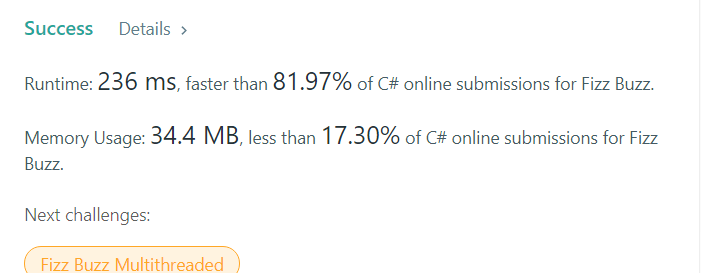 Success Details >
Runtime: 236 ms, faster than 81.97% of C# online submissions for Fizz Buzz.
Memory Usage: 34.4 MB, less than 17.30% of C# online submissions for Fizz
Buzz.
Next challenges:
Fizz Buzz Multithreaded